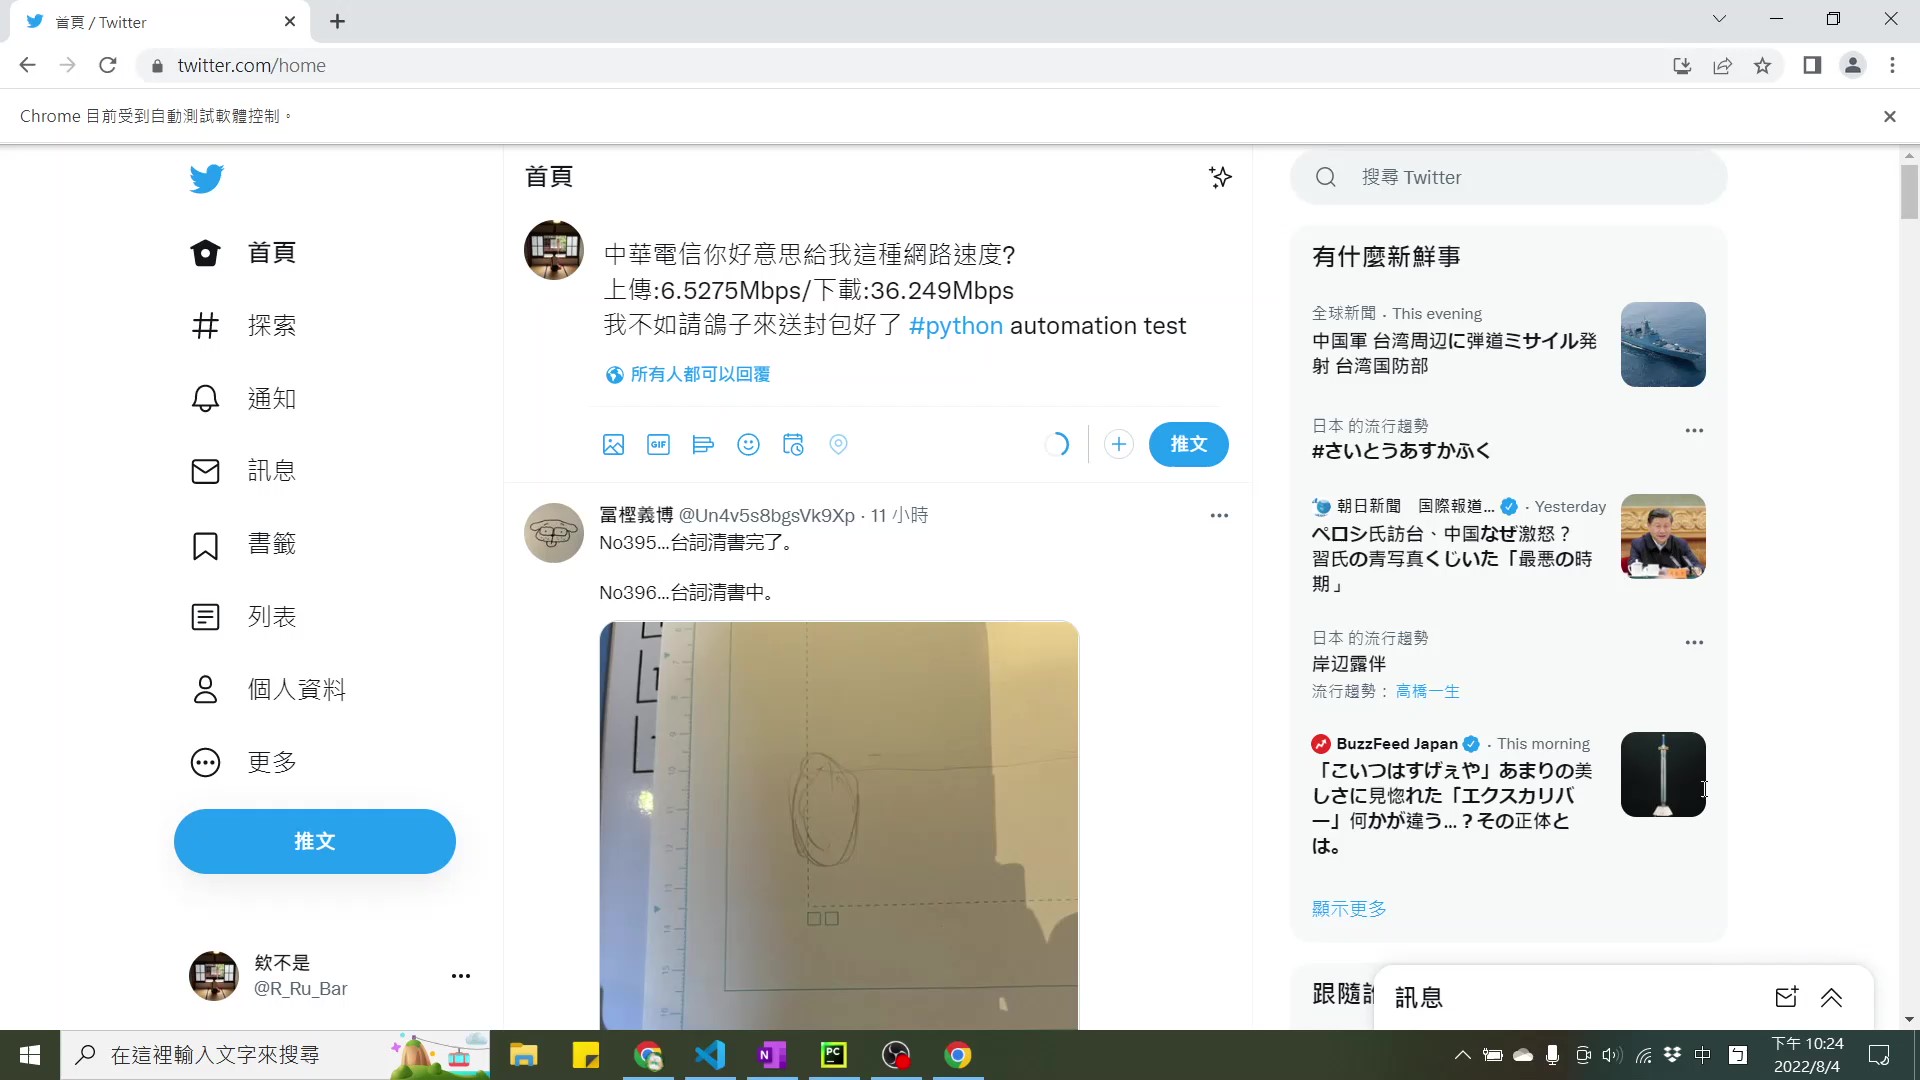 首頁 / Twitter
twitter.com/home
Chrome 目前受到自動測試軟體控制。
首頁
探索
通知
訊息
書籤
列表
個人資料
更多
推文
欸不是
@R_Ru_Bar
首頁
中華電信你好意思給我這種網路速度?
上傳:6.5275Mbps/下載:36.249Mbps
我不如請鴿子來送封包好了 #python automation test
所有人都可以回覆
GIF
推文
冨樫義博 @Un4v5s8bgsVk9Xp · 11 小時
No395...台詞清書完了。
No396...台詞清書中。
搜尋 Twitter
有什麼新鮮事
全球新聞 · This evening
中国軍 台湾周辺に弾道ミサイル発
射 台湾国防部
日本 的流行趨勢
#さいとうあすかふく
朝日新聞　国際報道... · Yesterday
ペロシ氏訪台、中国なぜ激怒？
習氏の青写真くじいた「最悪の時
期」
日本 的流行趨勢
岸辺露伴
流行趨勢： 高橋一生
BuzzFeed Japan · This morning
「こいつはすげぇや」あまりの美
しさに見惚れた「エクスカリバ
ー」何かが違う...？その正体と
は。
顯示更多
訊息
在這裡輸入文字來搜尋
PC
中
下午 10:24
2022/8/4